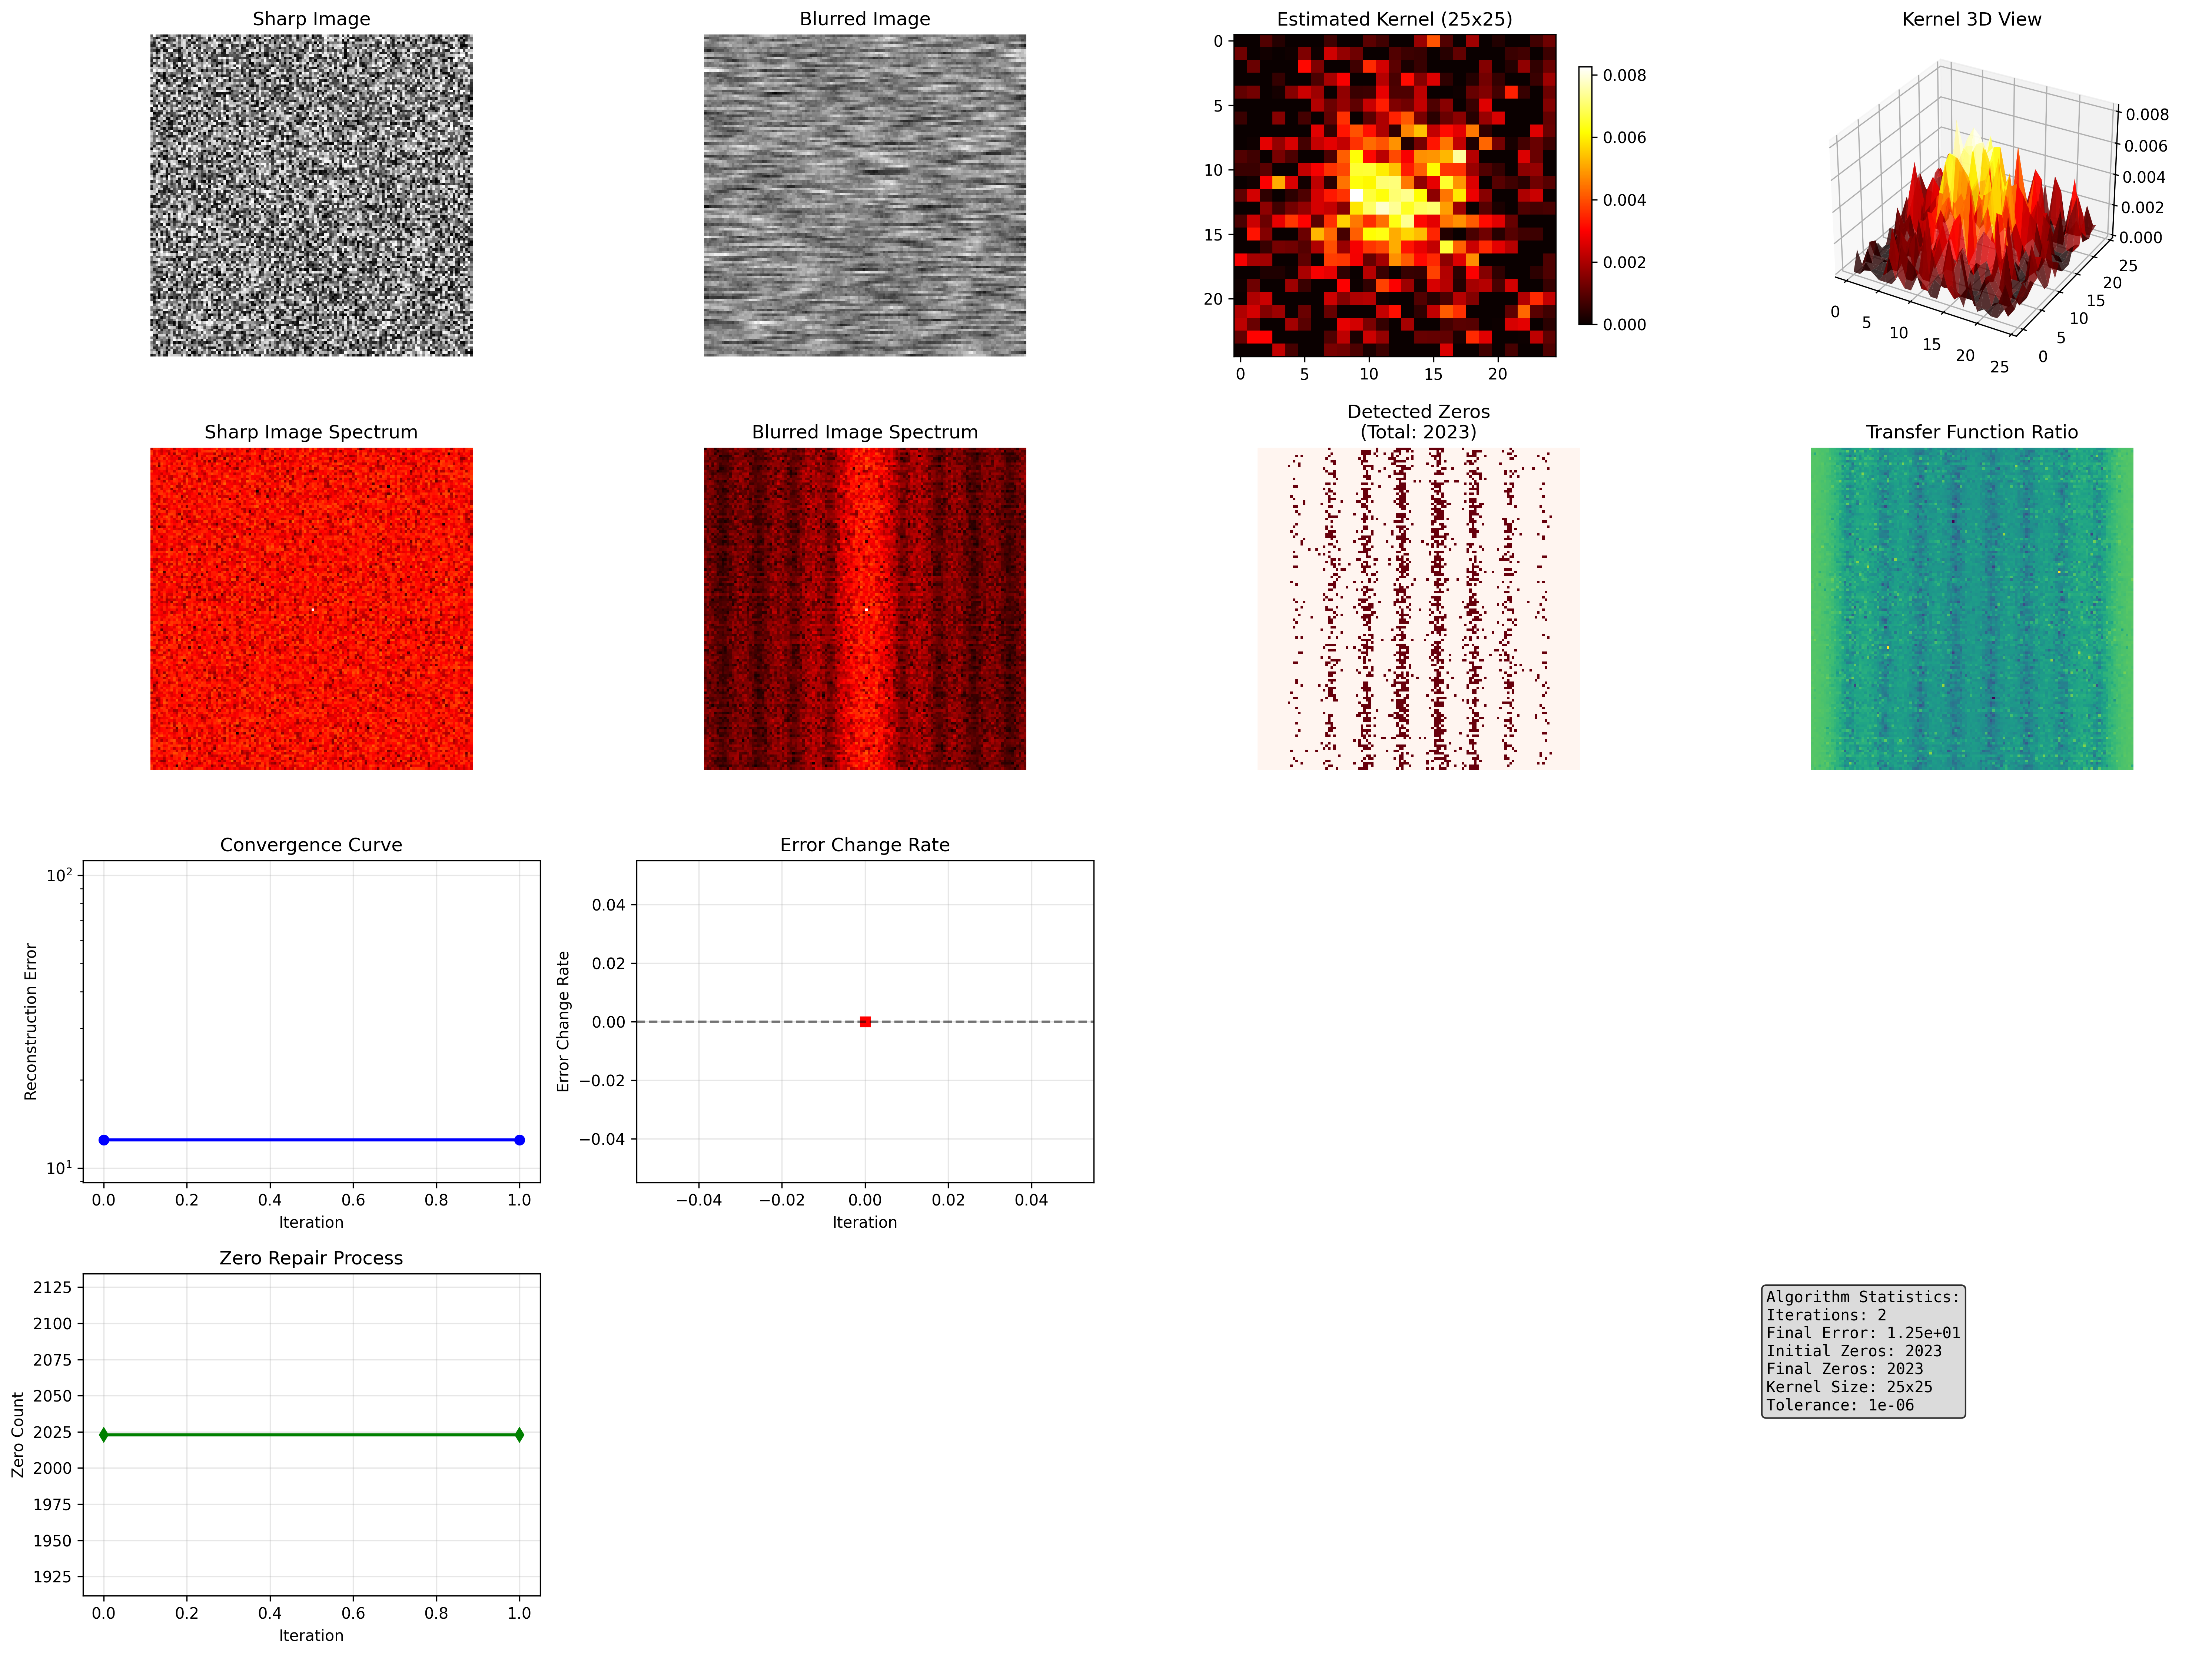 Sharp Image
Blurred Image
Estimated Kernel (25x25)
Kernel 3D View
0
5
10
15
20
0
5
10
15
20
0.008
0.006
0.004
0.002
0.000
0.008
0.006
0.004
0.002
0.000
0
5
10
15
20
25
0
5
10
15
20
25
Sharp Image Spectrum
Blurred Image Spectrum
Detected Zeros
(Total: 2023)
Transfer Function Ratio
Convergence Curve
Reconstruction Error
10²
10¹
0.0
0.2
0.4
0.6
0.8
1.0
Iteration
Error Change Rate
Error Change Rate
0.04
0.02
0.00
−0.02
−0.04
−0.04
−0.02
0.00
0.02
0.04
Iteration
Zero Repair Process
Zero Count
2125
2100
2075
2050
2025
2000
1975
1950
1925
0.0
0.2
0.4
0.6
0.8
1.0
Iteration
Algorithm Statistics:
Iterations: 2
Final Error: 1.25e+01
Initial Zeros: 2023
Final Zeros: 2023
Kernel Size: 25x25
Tolerance: 1e-06